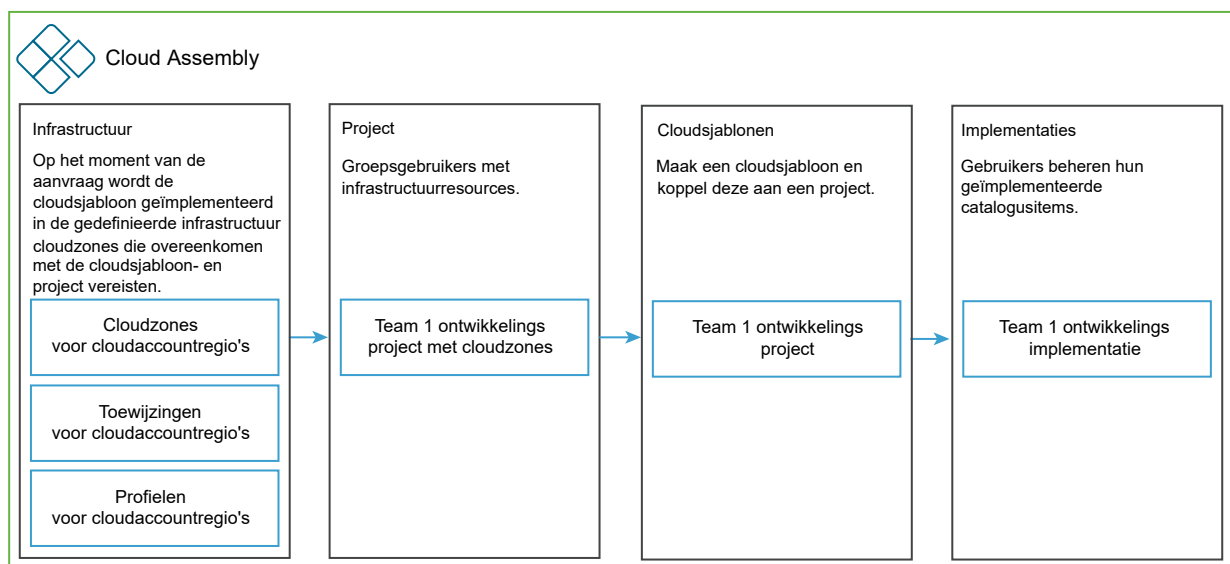 Cloud Assembly
Infrastructuur
Op het moment van de
aanvraag wordt de
cloudsjabloon geïmplementeerd
in de gedefinieerde infrastructuur
cloudzones die overeenkomen
met de cloudsjabloon- en
project vereisten.
Cloudzones
voor cloudaccountregio's
Toewijzingen
voor cloudaccountregio's
Profielen
voor cloudaccountregio's
Project
Groepsgebruikers met
infrastructuurresources.
Team 1 ontwikkelings
project met cloudzones
Cloudsjablonen
Maak een cloudsjabloon en
koppel deze aan een project.
Team 1 ontwikkelings
project
Implementaties
Gebruikers beheren hun
geïmplementeerde
catalogusitems.
Team 1 ontwikkelings
implementatie